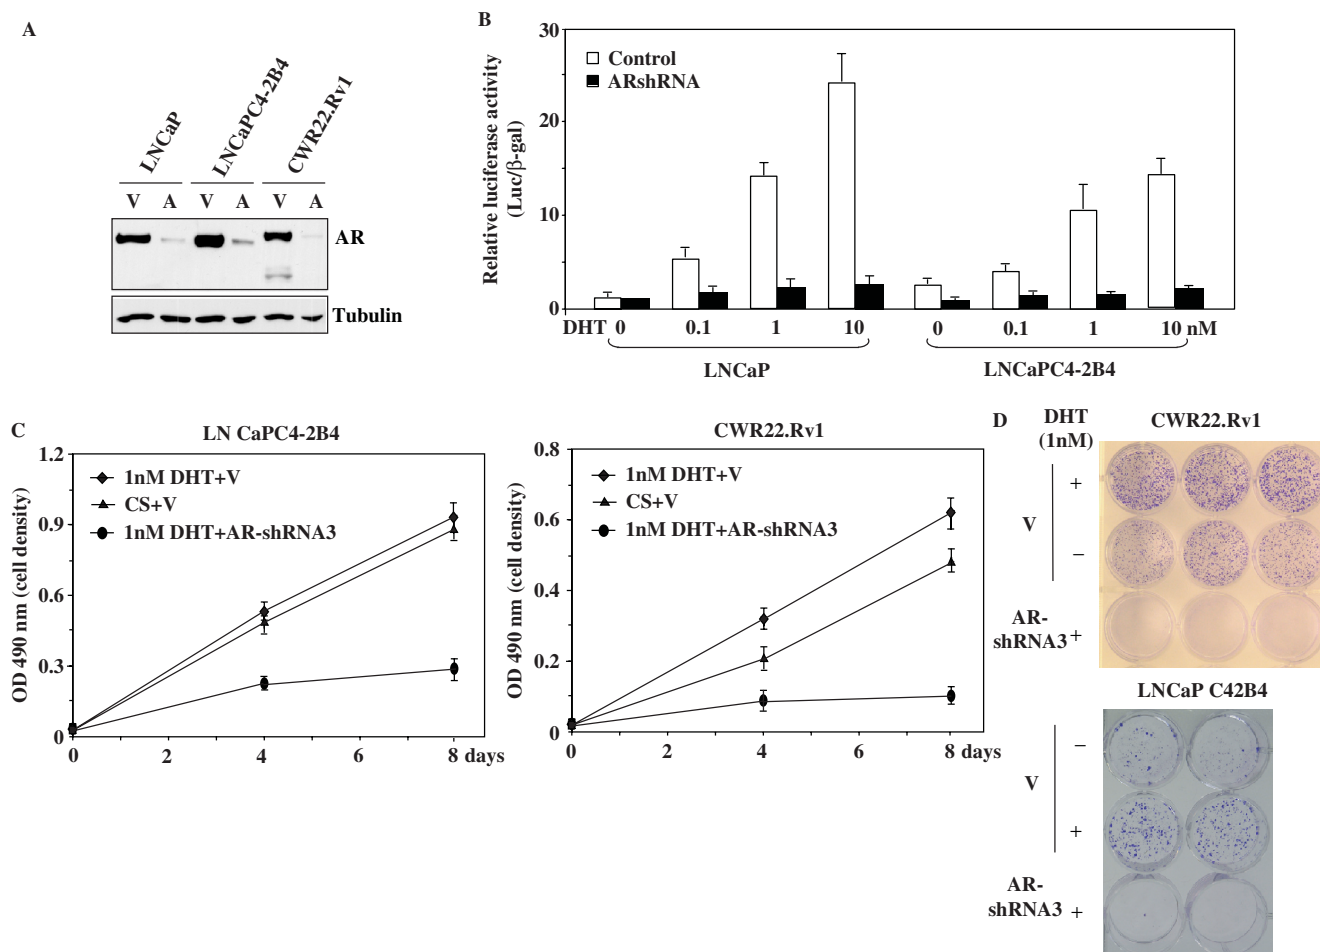 A
LNCaP
LNCaPC4-2B4
CWR22.Rv1
V A V A V A
AR
Tubulin
B
Relative luciferase activity
(Luc/β-gal)
30
20
10
0
Control
ARshRNA
DHT 0 0.1 1 10 0 0.1 1 10 nM
LNCaP LNCaPC4-2B4
C
LN CaPC4-2B4
OD 490 nm (cell density)
1.2
0.9
0.6
0.3
0
1nM DHT+V
CS+V
1nM DHT+AR-shRNA3
0 2 4 6 8 days
CWR22.Rv1
OD 490 nm (cell density)
0.8
0.6
0.4
0.2
0
1nM DHT+V
CS+V
1nM DHT+AR-shRNA3
0 2 4 6 8 days
D
DHT
(1nM)
CWR22.Rv1
+
V
−
AR-
shRNA3 +
LNCaP C42B4
−
V
+
AR-
shRNA3 +